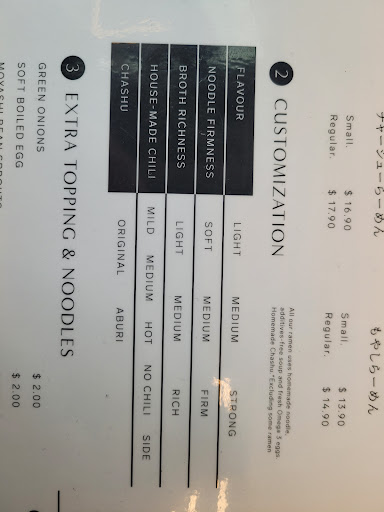 チャーシューらーめん もやしらーめん
Small. $ 16.90 Small. $ 13.90
Regular. $ 17.90 Regular. $ 14.90
2 CUSTOMIZATION
All our ramen uses homemade noodle,
additives-free soup and fresh Omega 3 eggs.
Homemade Chashu *Excluding some ramen
FLAVOUR LIGHT MEDIUM STRONG
NOODLE FIRMNESS SOFT MEDIUM FIRM
BROTH RICHNESS LIGHT MEDIUM RICH
HOUSE-MADE CHILI MILD MEDIUM HOT NO CHILI SIDE
CHASHU ORIGINAL ABURI
3 EXTRA TOPPING & NOODLES
GREEN ONIONS $ 2.00
SOFT BOILED EGG $ 2.00
MOYASHI BEAN SPROUTS